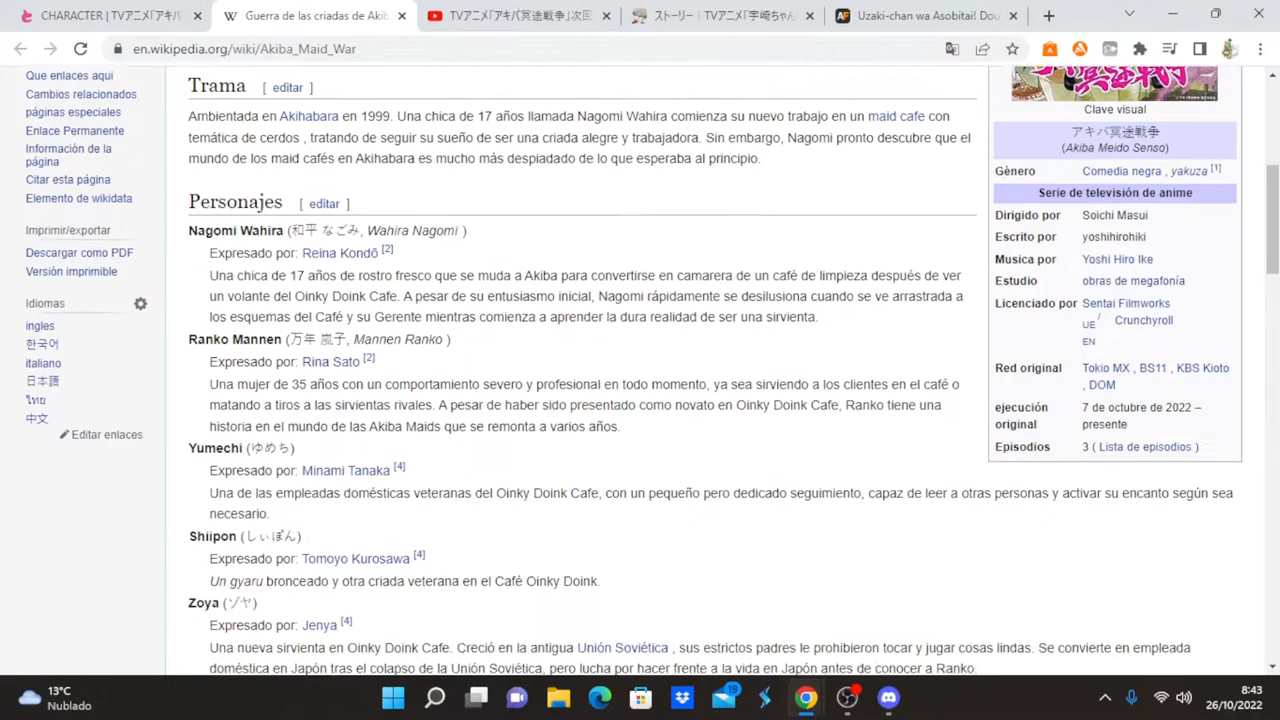 CHARACTER | TVアニメ「アキバ
Guerra de las criadas de Akib
TVアニメ「アキバ冥途戦争」次回
ストーリー - TVアニメ「宇崎ちゃん
Uzaki-chan wa Asobitai! Dou
en.wikipedia.org/wiki/Akiba_Maid_War
Que enlaces aquí
Cambios relacionados
páginas especiales
Enlace Permanente
Información de la
página
Citar esta página
Elemento de wikidata
Imprimir/exportar
Descargar como PDF
Versión imprimible
Idiomas
ingles
한국어
italiano
日本語
ไทย
中文
Editar enlaces
Trama [ editar ]
Ambientada en Akihabara en 1999. Una chica de 17 años llamada Nagomi Wahira comienza su nuevo trabajo en un maid cafe con
temática de cerdos , tratando de seguir su sueño de ser una criada alegre y trabajadora. Sin embargo, Nagomi pronto descubre que el
mundo de los maid cafés en Akihabara es mucho más despiadado de lo que esperaba al principio.
Personajes [ editar ]
Nagomi Wahira (和平 なごみ, Wahira Nagomi )
Expresado por: Reina Kondō [2]
Una chica de 17 años de rostro fresco que se muda a Akiba para convertirse en camarera de un café de limpieza después de ver
un volante del Oinky Doink Cafe. A pesar de su entusiasmo inicial, Nagomi rápidamente se desilusiona cuando se ve arrastrada a
los esquemas del Café y su Gerente mientras comienza a aprender la dura realidad de ser una sirvienta.
Ranko Mannen (万年 嵐子, Mannen Ranko )
Expresado por: Rina Sato [2]
Una mujer de 35 años con un comportamiento severo y profesional en todo momento, ya sea sirviendo a los clientes en el café o
matando a tiros a las sirvientas rivales. A pesar de haber sido presentado como novato en Oinky Doink Cafe, Ranko tiene una
historia en el mundo de las Akiba Maids que se remonta a varios años.
Yumechi (ゆめち)
Expresado por: Minami Tanaka [4]
Una de las empleadas domésticas veteranas del Oinky Doink Cafe, con un pequeño pero dedicado seguimiento, capaz de leer a otras personas y activar su encanto según sea
necesario.
Shiipon (しぃぽん)
Expresado por: Tomoyo Kurosawa [4]
Un gyaru bronceado y otra criada veterana en el Café Oinky Doink.
Zoya (ゾヤ)
Expresado por: Jenya [4]
Una nueva sirvienta en Oinky Doink Cafe. Creció en la antigua Unión Soviética , sus estrictos padres le prohibieron tocar y jugar cosas lindas. Se convierte en empleada
doméstica en Japón tras el colapso de la Unión Soviética, pero lucha por hacer frente a la vida en Japón antes de conocer a Ranko.
Clave visual
アキバ冥途戦争
(Akiba Meido Senso)
Género Comedia negra , yakuza [1]
Serie de televisión de anime
Dirigido por Soichi Masui
Escrito por yoshihirohiki
Musica por Yoshi Hiro Ike
Estudio obras de megafonía
Licenciado por Sentai Filmworks
UE / Crunchyroll
EN
Red original Tokio MX , BS11 , KBS Kioto
, DOM
ejecución 7 de octubre de 2022 –
original presente
Episodios 3 ( Lista de episodios )
13°C
Nublado
19
8:43
26/10/2022